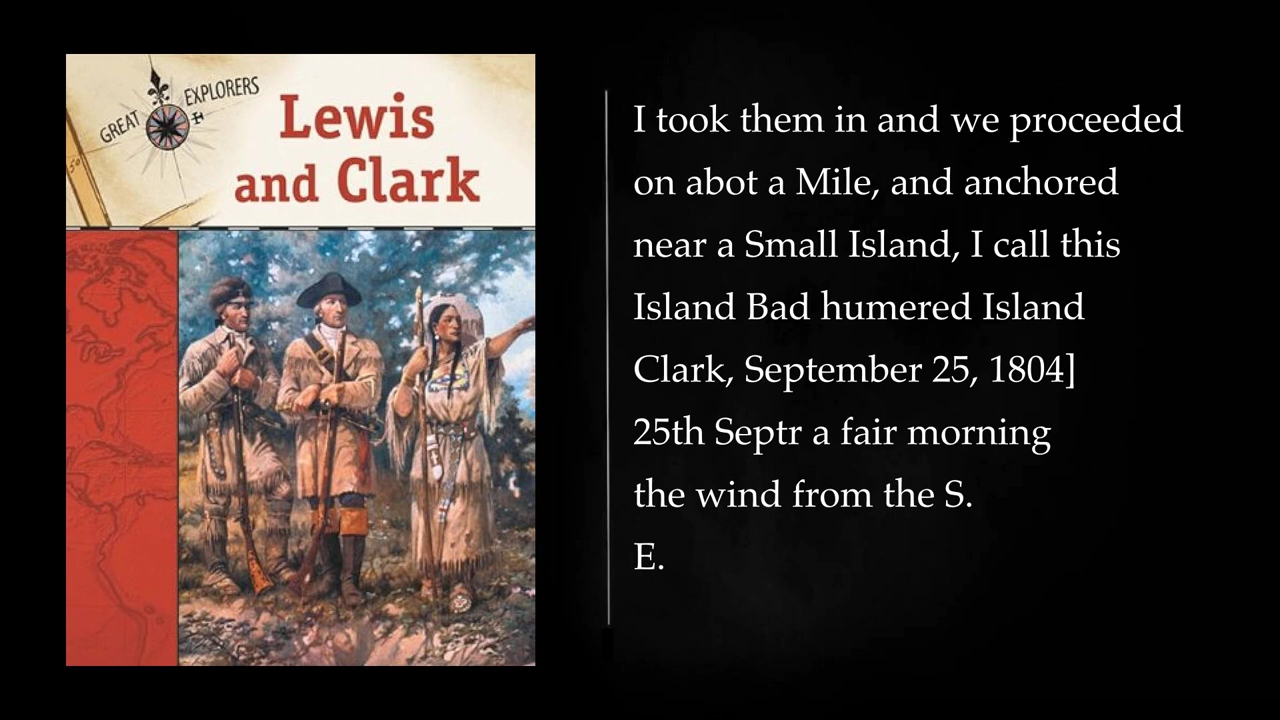 GREAT EXPLORERS
Lewis
and Clark
I took them in and we proceeded
on abot a Mile, and anchored
near a Small Island, I call this
Island Bad humered Island
Clark, September 25, 1804]
25th Septr a fair morning
the wind from the S.
E.